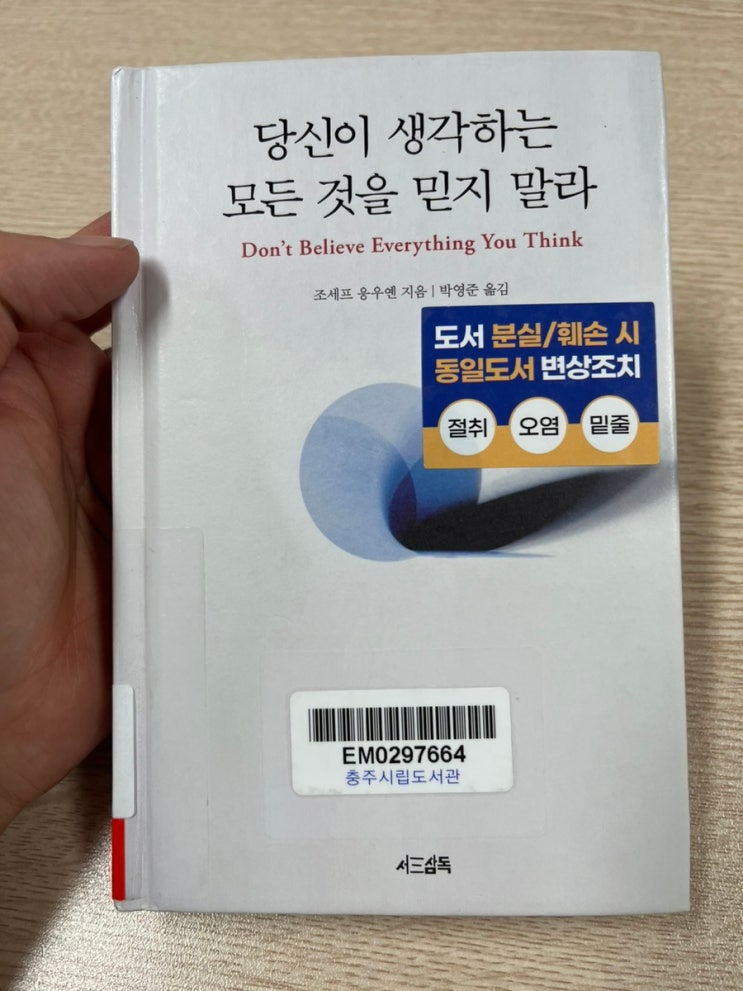 당신이 생각하는
모든 것을 믿지 말라
Don't Believe Everything You Think
조세프 응우옌 지음 | 박영준 옮김
도서 분실/훼손 시
동일도서 변상조치
절취 오염 밑줄
EM0297664
충주시립도서관
서삼독